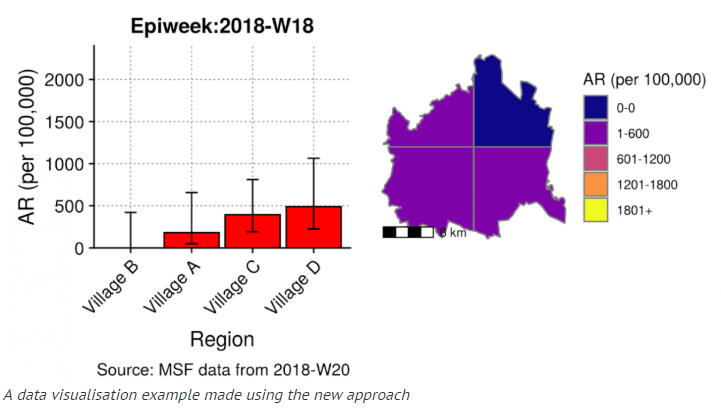 Epiweek:2018-W18
AR (per 100,000)
2000
1500
1000
500
0
Village B
Village A
Village C
Village D
Region
Source: MSF data from 2018-W20
AR (per 100,000)
0-0
1-600
601-1200
1201-1800
1801+
8 km
A data visualisation example made using the new approach